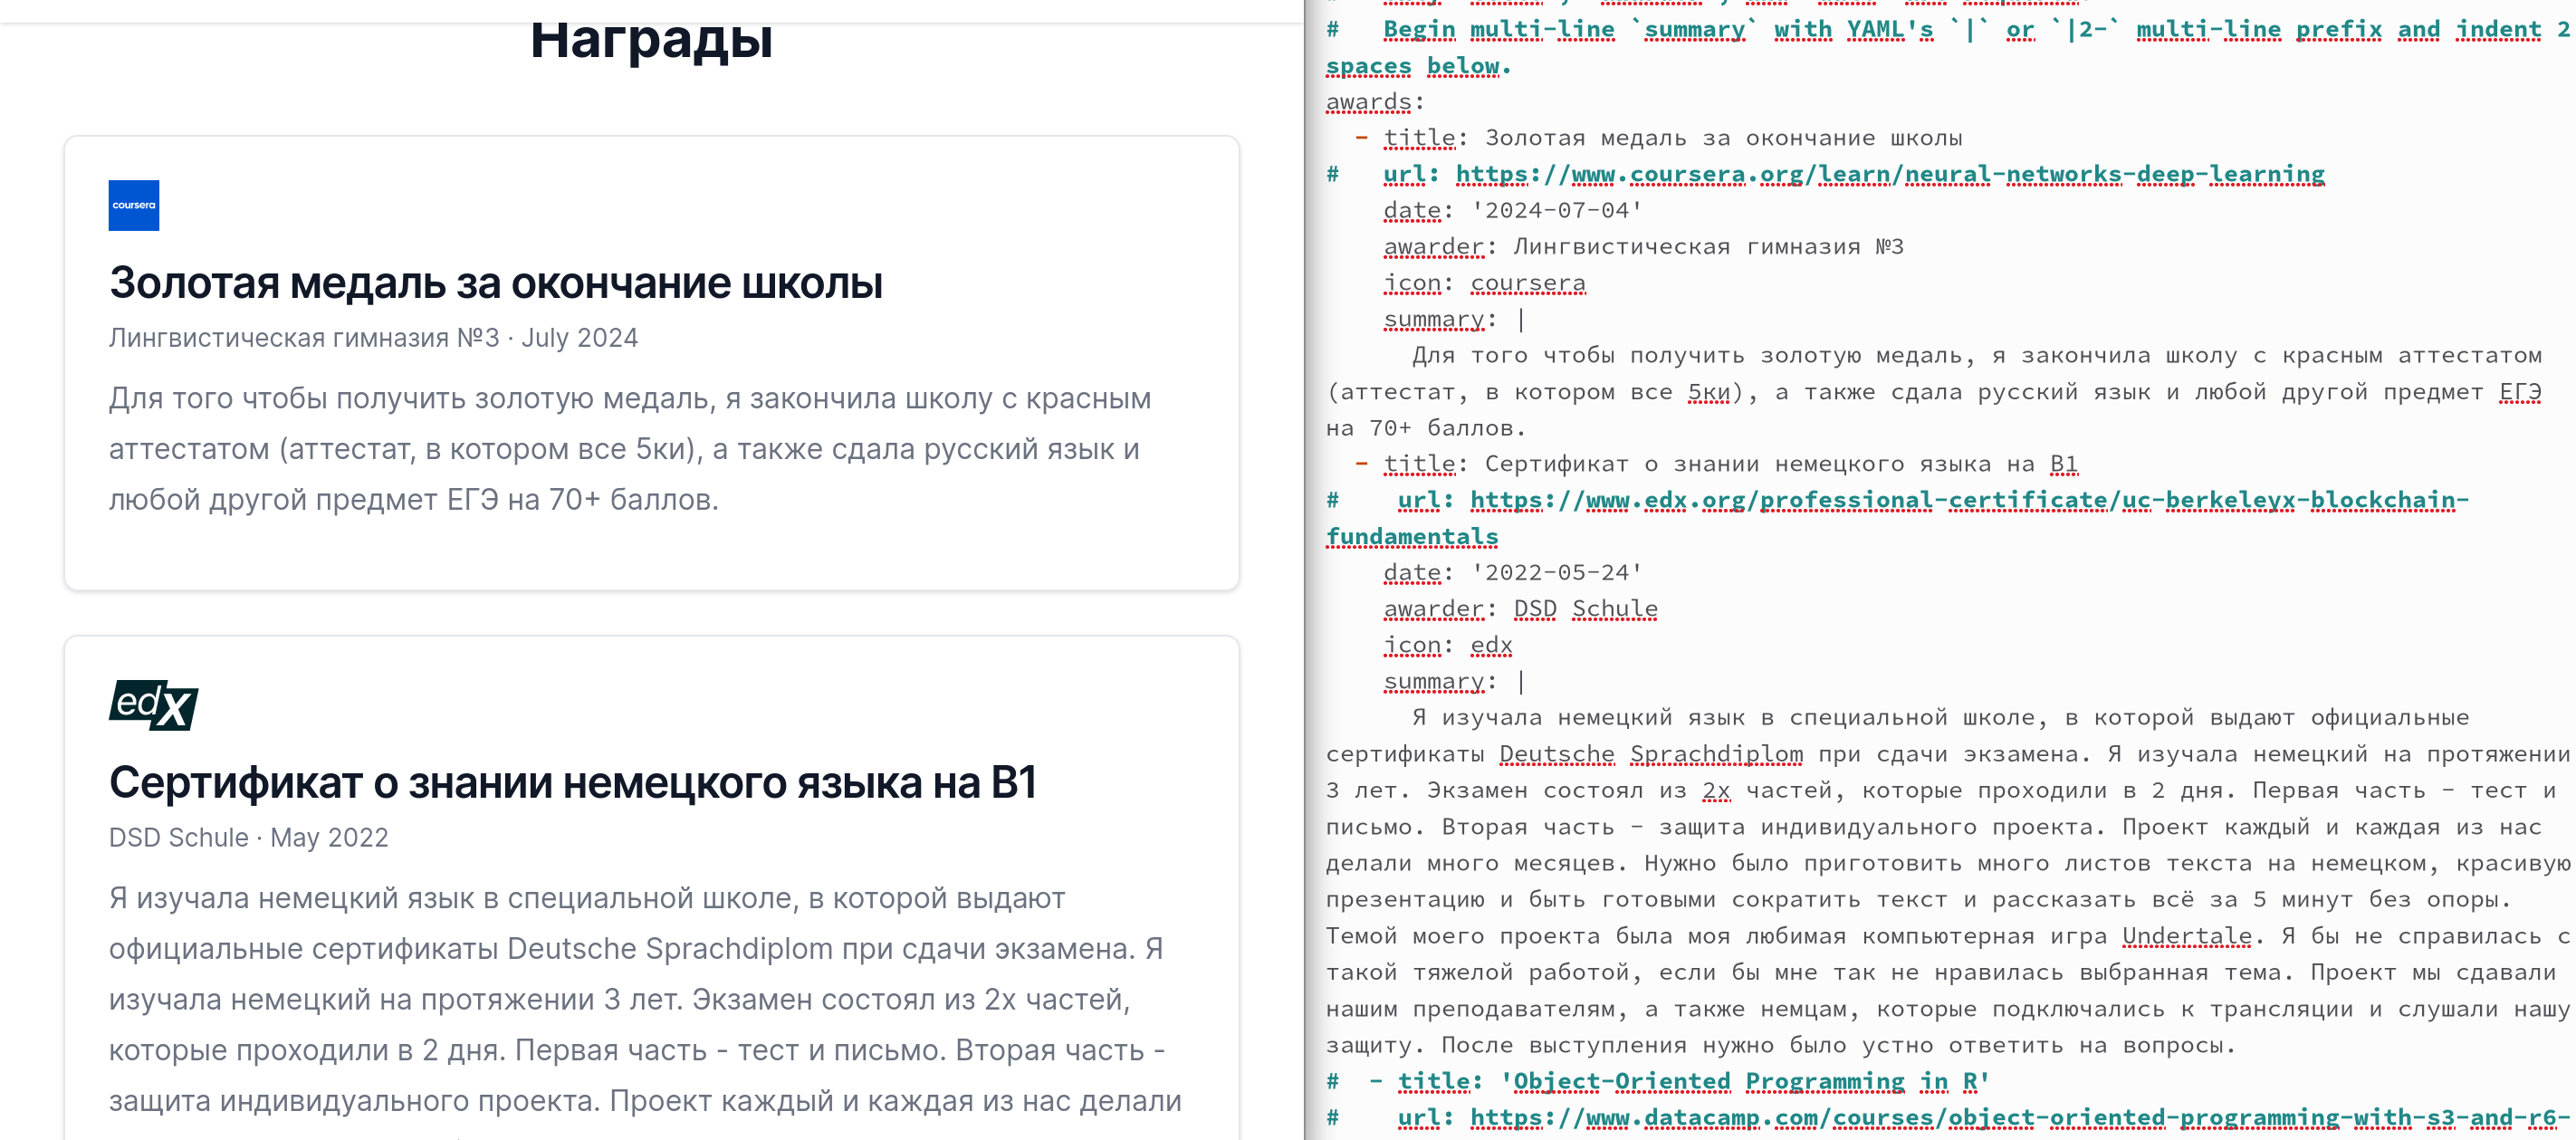 Награды
coursera
Золотая медаль за окончание школы
Лингвистическая гимназия №3 · July 2024
Для того чтобы получить золотую медаль, я закончила школу с красным
аттестатом (аттестат, в котором все 5ки), а также сдала русский язык и
любой другой предмет ЕГЭ на 70+ баллов.
edX
Сертификат о знании немецкого языка на B1
DSD Schule · May 2022
Я изучала немецкий язык в специальной школе, в которой выдают
официальные сертификаты Deutsche Sprachdiplom при сдачи экзамена. Я
изучала немецкий на протяжении 3 лет. Экзамен состоял из 2х частей,
которые проходили в 2 дня. Первая часть - тест и письмо. Вторая часть -
защита индивидуального проекта. Проект каждый и каждая из нас делали
#   Begin multi-line `summary` with YAML's `|` or `|2-` multi-line prefix and indent 2
spaces below.
awards:
  - title: Золотая медаль за окончание школы
#   url: https://www.coursera.org/learn/neural-networks-deep-learning
    date: '2024-07-04'
    awarder: Лингвистическая гимназия №3
    icon: coursera
    summary: |
      Для того чтобы получить золотую медаль, я закончила школу с красным аттестатом
(аттестат, в котором все 5ки), а также сдала русский язык и любой другой предмет ЕГЭ
на 70+ баллов.
  - title: Сертификат о знании немецкого языка на B1
#    url: https://www.edx.org/professional-certificate/uc-berkeleyx-blockchain-
fundamentals
    date: '2022-05-24'
    awarder: DSD Schule
    icon: edx
    summary: |
      Я изучала немецкий язык в специальной школе, в которой выдают официальные
сертификаты Deutsche Sprachdiplom при сдачи экзамена. Я изучала немецкий на протяжении
3 лет. Экзамен состоял из 2х частей, которые проходили в 2 дня. Первая часть - тест и
письмо. Вторая часть - защита индивидуального проекта. Проект каждый и каждая из нас
делали много месяцев. Нужно было приготовить много листов текста на немецком, красивую
презентацию и быть готовыми сократить текст и рассказать всё за 5 минут без опоры.
Темой моего проекта была моя любимая компьютерная игра Undertale. Я бы не справилась с
такой тяжелой работой, если бы мне так не нравилась выбранная тема. Проект мы сдавали
нашим преподавателям, а также немцам, которые подключались к трансляции и слушали нашу
защиту. После выступления нужно было устно ответить на вопросы.
#  - title: 'Object-Oriented Programming in R'
#    url: https://www.datacamp.com/courses/object-oriented-programming-with-s3-and-r6-